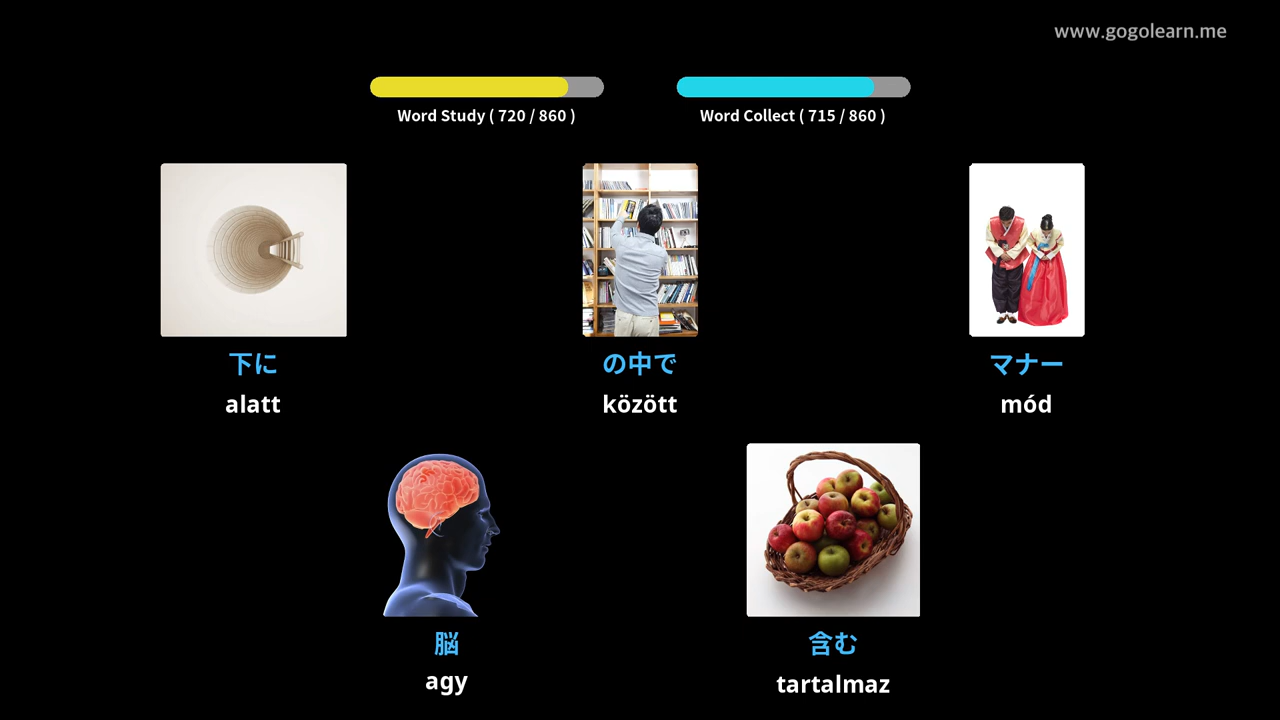 www.gogolearn.me
Word Study ( 720 / 860 )
Word Collect ( 715 / 860 )
下に
alatt
の中で
között
マナー
mód
脳
agy
含む
tartalmaz